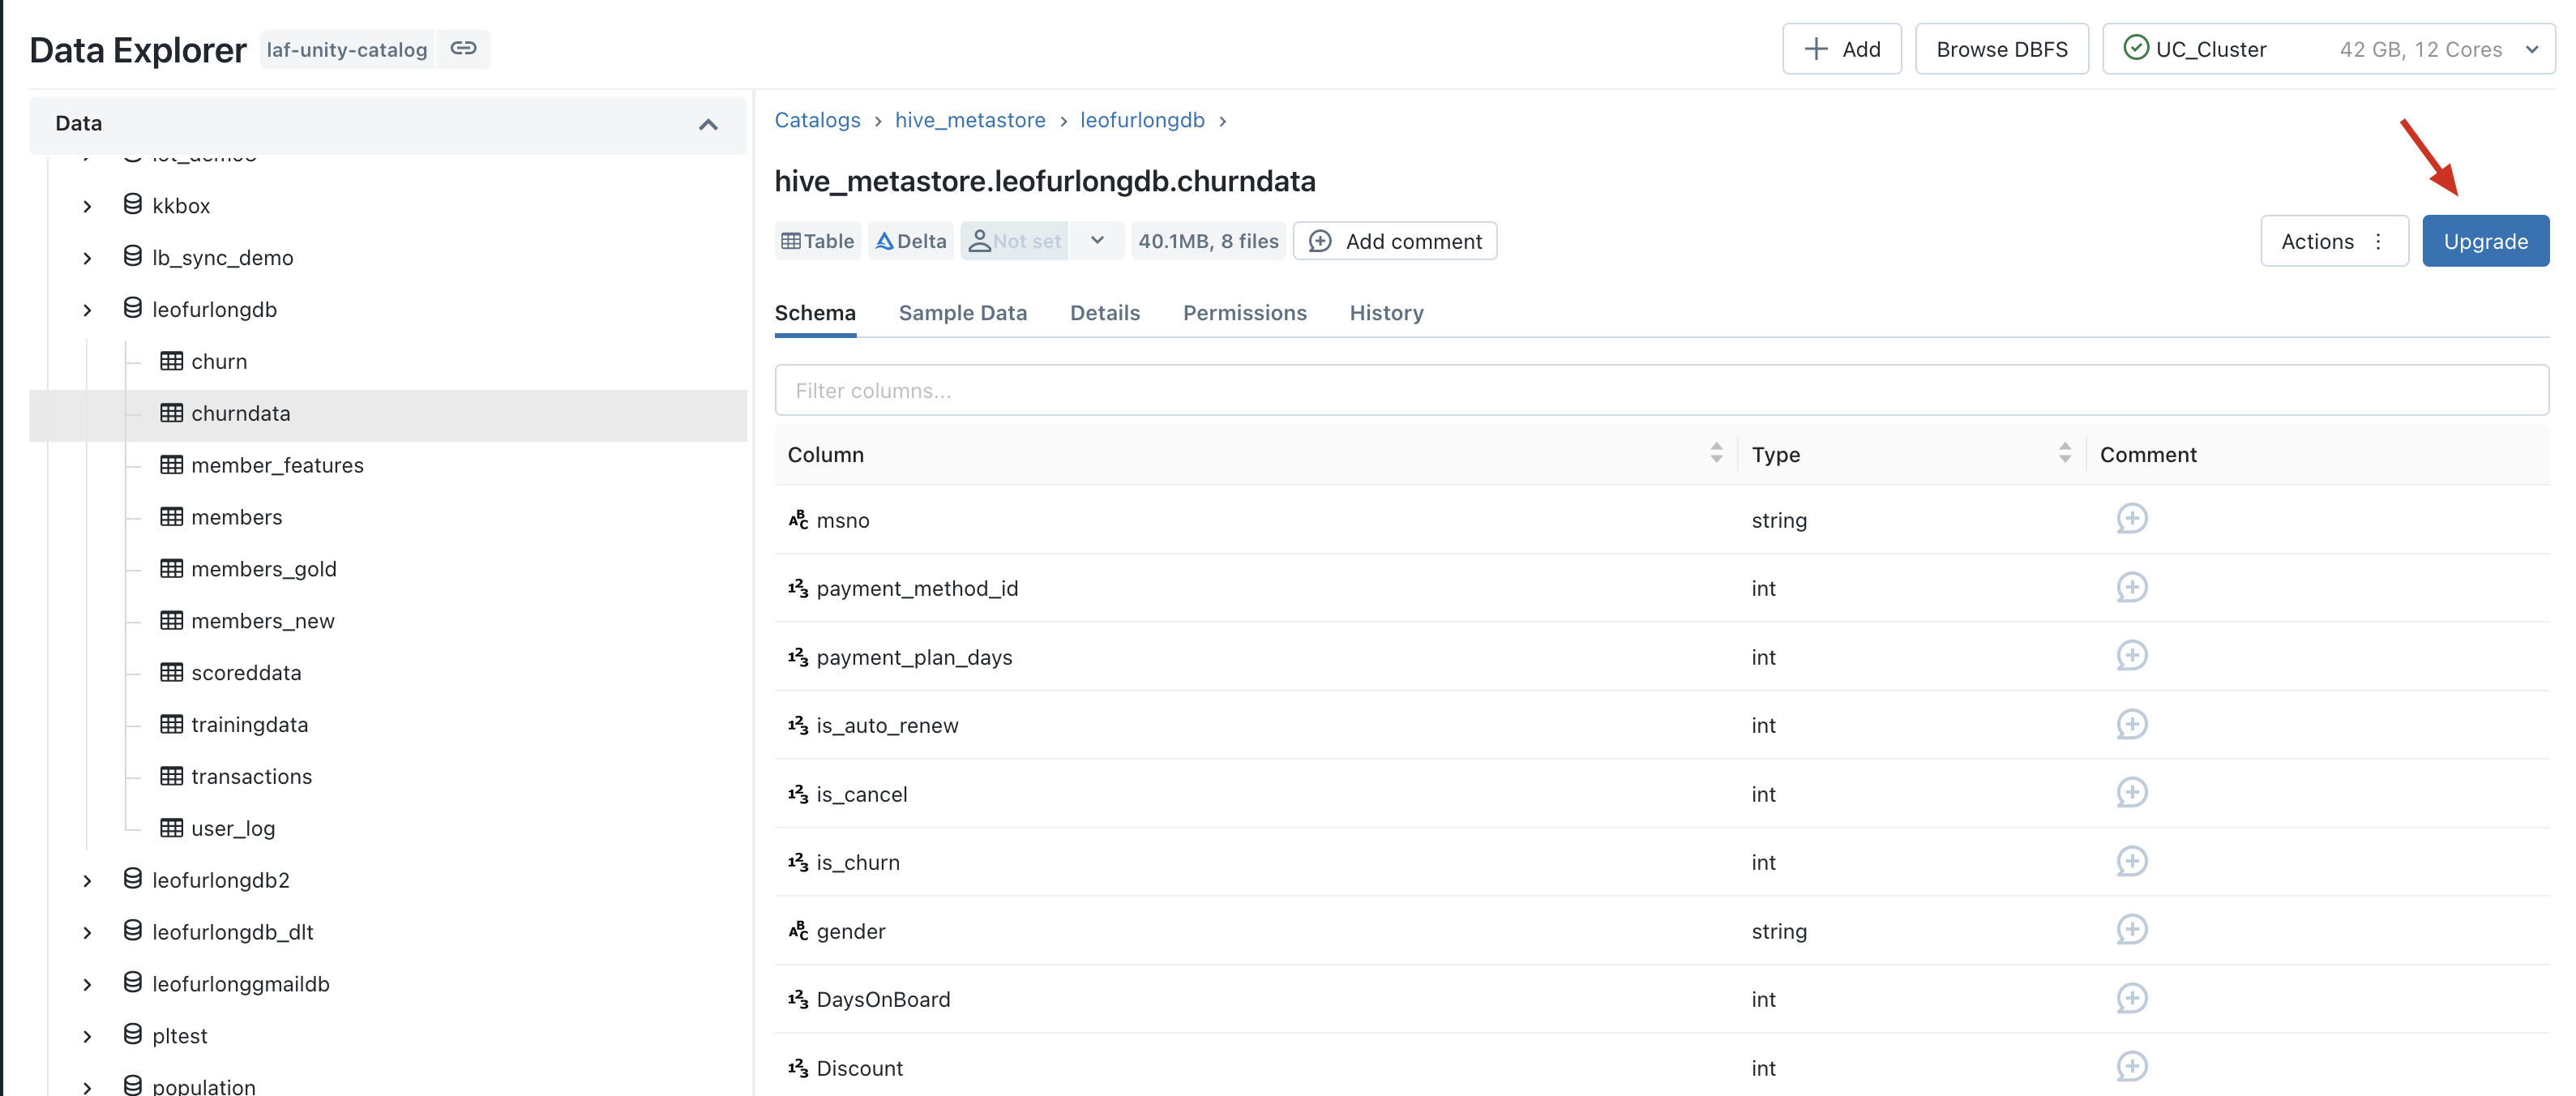 Data Explorer laf-unity-catalog
Add Browse DBFS UC_Cluster 42 GB, 12 Cores
Data
kkbox
lb_sync_demo
leofurlongdb
churn
churndata
member_features
members
members_gold
members_new
scoreddata
trainingdata
transactions
user_log
leofurlongdb2
leofurlongdb_dlt
leofurlonggmaildb
pltest
population
Catalogs > hive_metastore > leofurlongdb >
hive_metastore.leofurlongdb.churndata
Table Delta Not set 40.1MB, 8 files Add comment
Actions Upgrade
Schema Sample Data Details Permissions History
Filter columns...
Column Type Comment
msno string
payment_method_id int
payment_plan_days int
is_auto_renew int
is_cancel int
is_churn int
gender string
DaysOnBoard int
Discount int